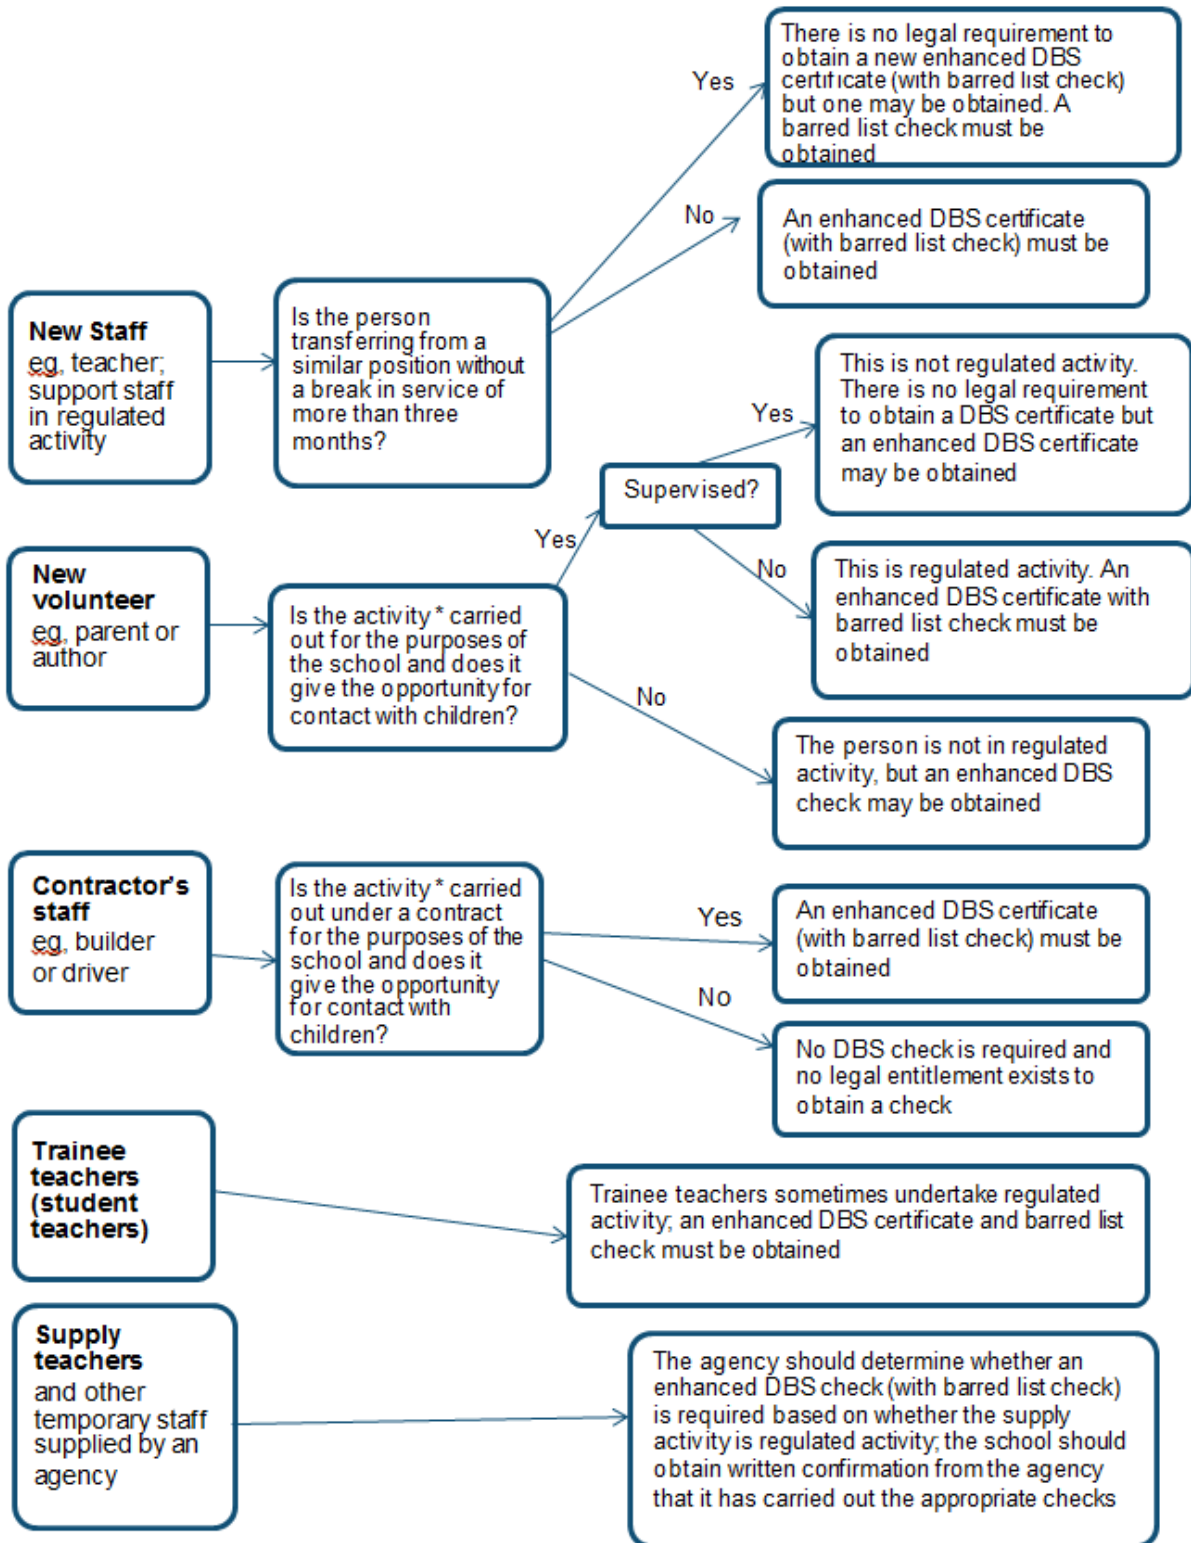 There is no legal requirement to
obtain a new enhanced DBS
certificate (with barred list check)
but one may be obtained. A
barred list check must be
obtained
Yes
No
An enhanced DBS certificate
(with barred list check) must be
obtained
New Staff
eg, teacher;
support staff
in regulated
activity
Is the person
transferring from a
similar position without
a break in service of
more than three
months?
This is not regulated activity.
There is no legal requirement
to obtain a DBS certificate but
an enhanced DBS certificate
may be obtained
Yes
Supervised?
Yes
No
This is regulated activity. An
enhanced DBS certificate with
barred list check must be
obtained
New
volunteer
eg, parent or
author
Is the activity * carried
out for the purposes of
the school and does it
give the opportunity for
contact with children?
No
The person is not in regulated
activity, but an enhanced DBS
check may be obtained
Contractor's
staff
eg, builder
or driver
Is the activity * carried
out under a contract
for the purposes of the
school and does it
give the opportunity
for contact with
children?
Yes
An enhanced DBS certificate
(with barred list check) must be
obtained
No
No DBS check is required and
no legal entitlement exists to
obtain a check
Trainee
teachers
(student
teachers)
Trainee teachers sometimes undertake regulated
activity; an enhanced DBS certificate and barred list
check must be obtained
Supply
teachers
and other
temporary staff
supplied by an
agency
The agency should determine whether an
enhanced DBS check (with barred list check)
is required based on whether the supply
activity is regulated activity; the school should
obtain written confirmation from the agency
that it has carried out the appropriate checks